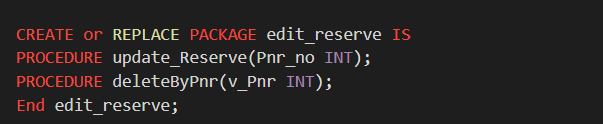 CREATE or REPLACE PACKAGE edit_reserve IS
PROCEDURE update_Reserve(Pnr_no INT);
PROCEDURE deleteByPnr(v_Pnr INT);
End edit_reserve;